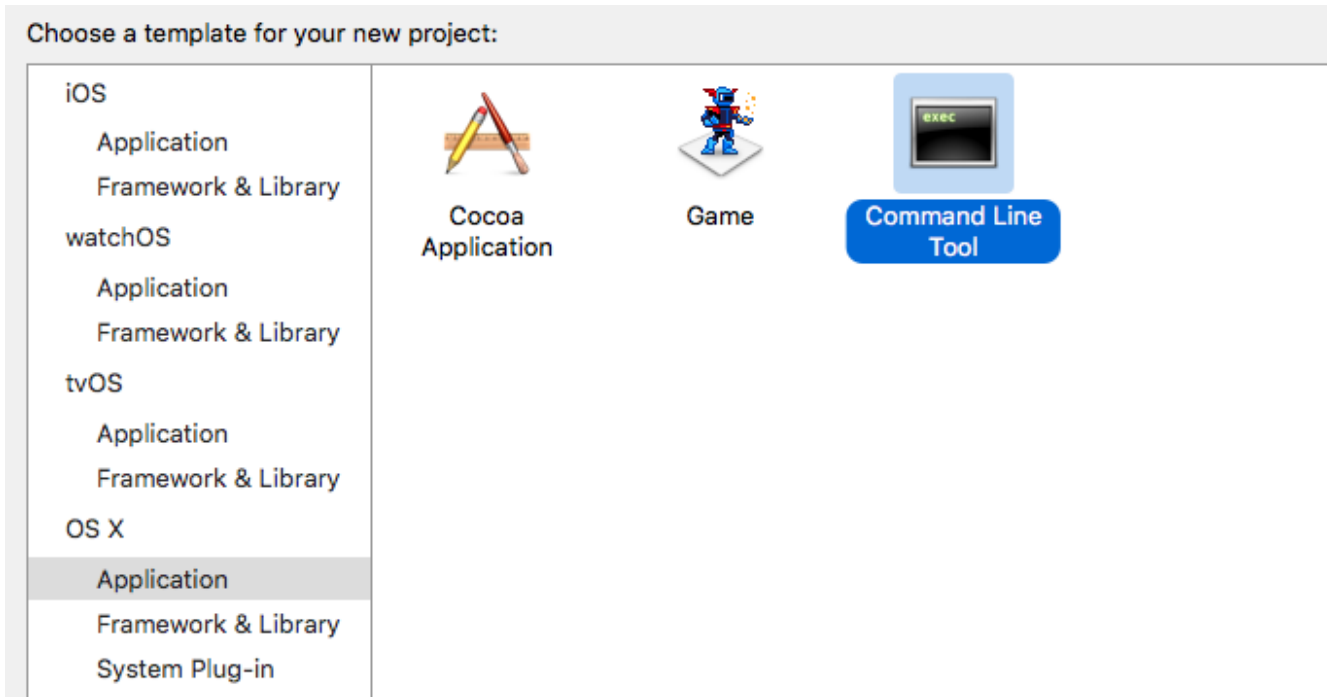 Choose a template for your new project:
iOS
Application
Framework & Library
watchOS
Application
Framework & Library
tvOS
Application
Framework & Library
OS X
Application
Framework & Library
System Plug-in
Cocoa
Application
Game
exec
Command Line
Tool